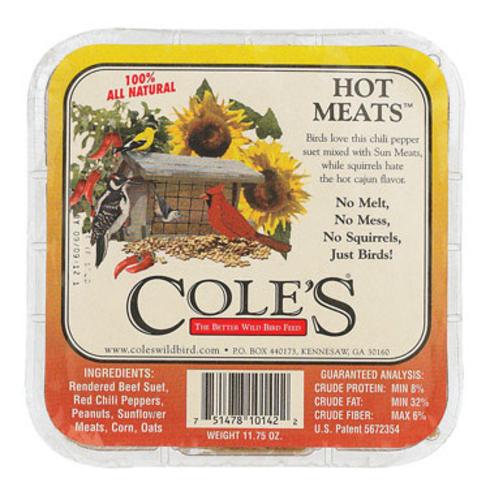 100%
ALL NATURAL
HOT
MEATS™
Birds love this chili pepper
suet mixed with Sun Meats,
while squirrels hate
the hot cajun flavor.
No Melt,
No Mess,
No Squirrels,
Just Birds!
COLE'S®
THE BETTER WILD BIRD FEED
www.coleswildbird.com • P.O. BOX 440173, KENNESAW, GA 30160
INGREDIENTS:
Rendered Beef Suet,
Red Chili Peppers,
Peanuts, Sunflower
Meats, Corn, Oats
7 51478 10142 2
WEIGHT 11.75 OZ.
GUARANTEED ANALYSIS:
CRUDE PROTEIN: MIN 8%
CRUDE FAT: MIN 32%
CRUDE FIBER: MAX 6%
U.S. Patent 5672354